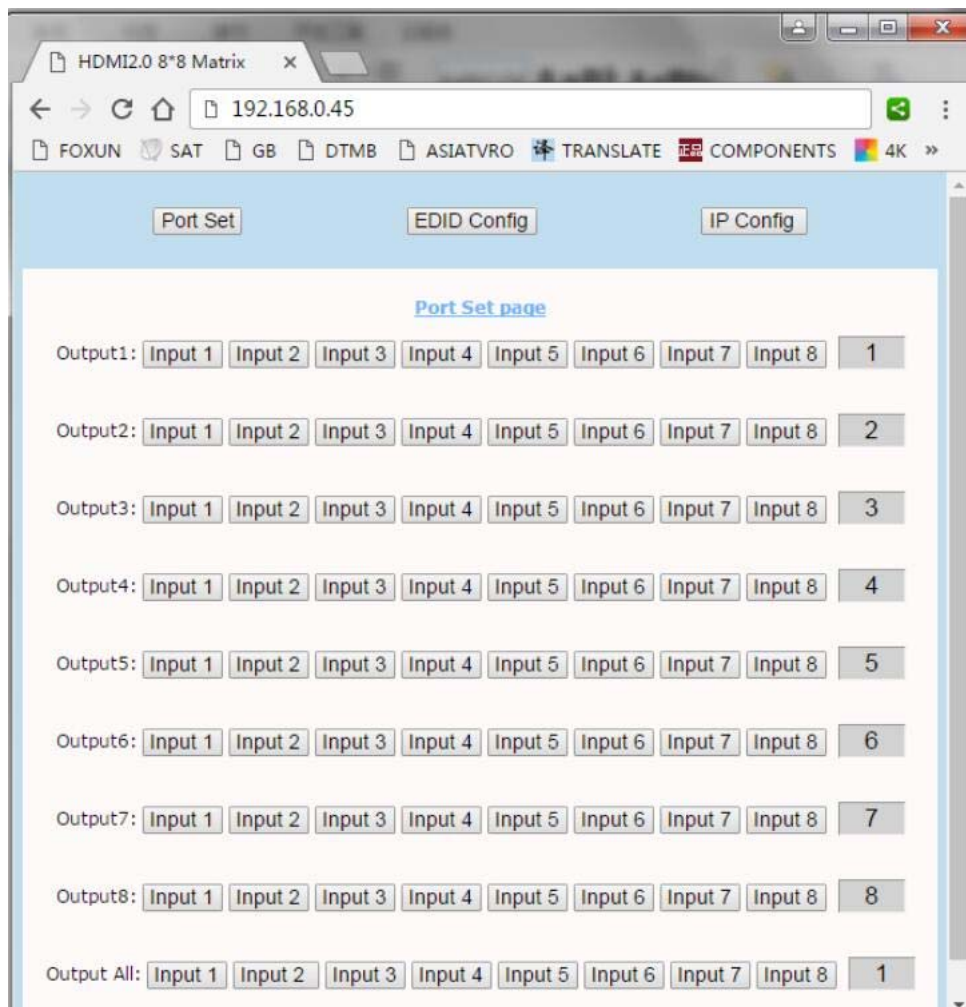 HDMI2.0 8*8 Matrix
192.168.0.45
FOXUN SAT GB DTMB ASIATVRO 译 TRANSLATE 正品 COMPONENTS 4K »
Port Set EDID Config IP Config
Port Set page
Output1: Input 1 Input 2 Input 3 Input 4 Input 5 Input 6 Input 7 Input 8 1
Output2: Input 1 Input 2 Input 3 Input 4 Input 5 Input 6 Input 7 Input 8 2
Output3: Input 1 Input 2 Input 3 Input 4 Input 5 Input 6 Input 7 Input 8 3
Output4: Input 1 Input 2 Input 3 Input 4 Input 5 Input 6 Input 7 Input 8 4
Output5: Input 1 Input 2 Input 3 Input 4 Input 5 Input 6 Input 7 Input 8 5
Output6: Input 1 Input 2 Input 3 Input 4 Input 5 Input 6 Input 7 Input 8 6
Output7: Input 1 Input 2 Input 3 Input 4 Input 5 Input 6 Input 7 Input 8 7
Output8: Input 1 Input 2 Input 3 Input 4 Input 5 Input 6 Input 7 Input 8 8
Output All: Input 1 Input 2 Input 3 Input 4 Input 5 Input 6 Input 7 Input 8 1